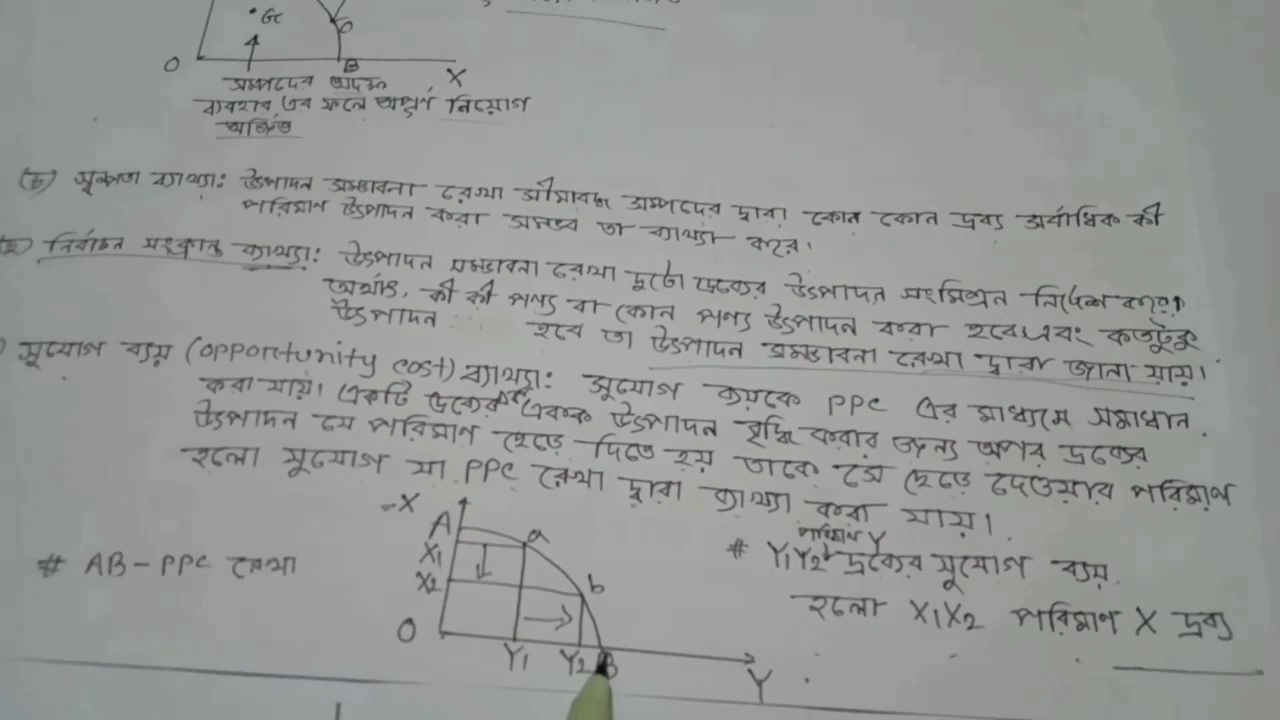 G
O B X
সম্পদের অদক্ষ
ব্যবহার এর ফলে অপূর্ণ নিয়োগ
অর্জিত
(চ) সূক্ষ্মতা ব্যাখ্যা: উৎপাদন সম্ভাবনা রেখা সীমাবদ্ধ সম্পদের দ্বারা কোন কোন দ্রব্য সর্বাধিক কী
পরিমাণ উৎপাদন করা সম্ভব তা ব্যাখ্যা করে।
নির্বাচন সংক্রান্ত ব্যাখ্যা: উৎপাদন সম্ভাবনা রেখা দুটো দ্রব্যের উৎপাদন সংমিশ্রন নির্দেশ করে।
অর্থাৎ, কী কী পণ্য বা কোন পণ্য উৎপাদন করা হবে এবং কতটুকু
উৎপাদন হবে তা উৎপাদন সম্ভাবনা রেখা দ্বারা জানা যায়।
সুযোগ ব্যয় (opportunity cost) ব্যাখ্যা: সুযোগ ব্যয়কে PPC এর মাধ্যমে সমাধান
করা যায়। একটি দ্রব্যের একক উৎপাদন বৃদ্ধি করার জন্য অপর দ্রব্যের
উৎপাদন যে পরিমাণ ছেড়ে দিতে হয় তাকে সে ছেড়ে দেওয়ার পরিমাণ
হলো সুযোগ যা PPC রেখা দ্বারা ব্যাখ্যা করা যায়।
X
A a
X₁
X₂ b
O Y₁ Y₂ B Y
# AB - PPC রেখা
পরিমান Y
# Y₁Y₂ দ্রব্যের সুযোগ ব্যয়
হলো X₁X₂ পরিমাণ X দ্রব্য